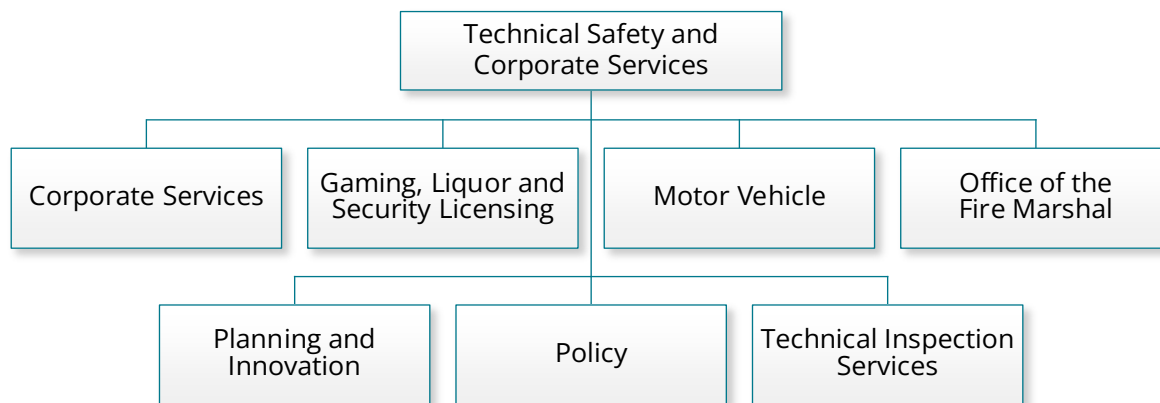 Technical Safety and
Corporate Services
Corporate Services
Gaming, Liquor and
Security Licensing
Motor Vehicle
Office of the
Fire Marshal
Planning and
Innovation
Policy
Technical Inspection
Services